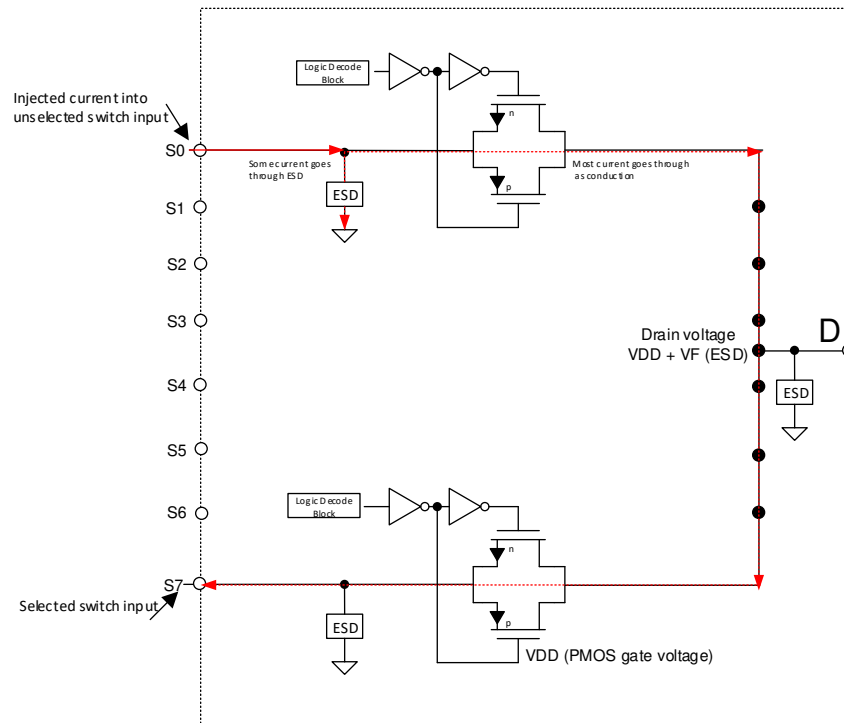 Logic Decode
Block
Injected current into
unselected switch input
n
S0
Some current goes
through ESD
Most current goes through
as conduction
p
ESD
S1
S2
S3
Drain voltage
VDD + VF (ESD)
D
S4
ESD
S5
Logic Decode
Block
S6
n
S7
Selected switch input
p
ESD
VDD (PMOS gate voltage)